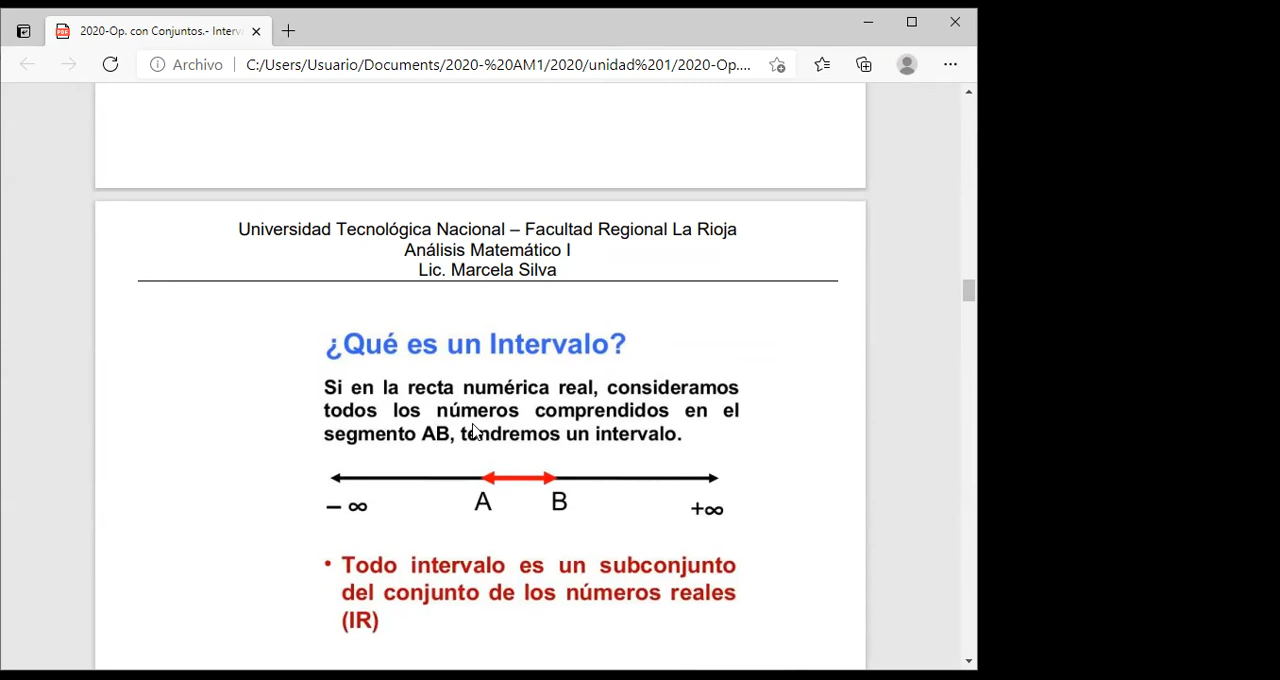 2020-Op. con Conjuntos.- Interv
Archivo
C:/Users/Usuario/Documents/2020-%20AM1/2020/unidad%201/2020-Op....
Universidad Tecnológica Nacional – Facultad Regional La Rioja
Análisis Matemático I
Lic. Marcela Silva
¿Qué es un Intervalo?
Si en la recta numérica real, consideramos
todos los números comprendidos en el
segmento AB, tendremos un intervalo.
A B
– ∞ +∞
• Todo intervalo es un subconjunto
del conjunto de los números reales
(IR)